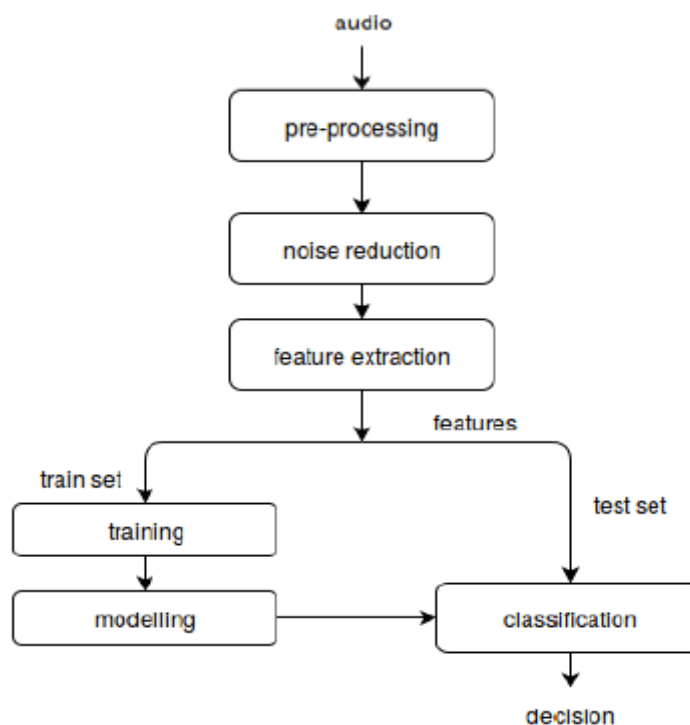 audio
pre-processing
noise reduction
feature extraction
features
train set
test set
training
modelling
classification
decision